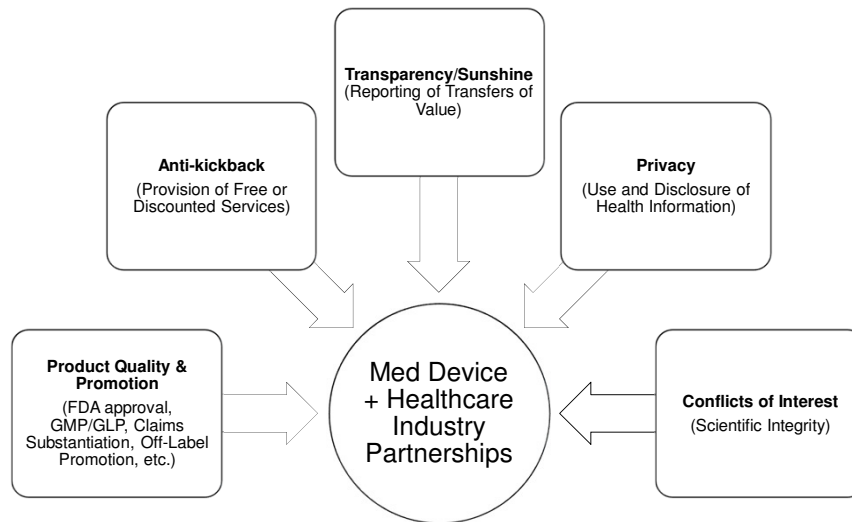 Transparency/Sunshine
(Reporting of Transfers of
Value)
Anti-kickback
(Provision of Free or
Discounted Services)
Privacy
(Use and Disclosure of
Health Information)
Product Quality &
Promotion
(FDA approval,
GMP/GLP, Claims
Substantiation, Off-Label
Promotion, etc.)
Med Device
+ Healthcare
Industry
Partnerships
Conflicts of Interest
(Scientific Integrity)